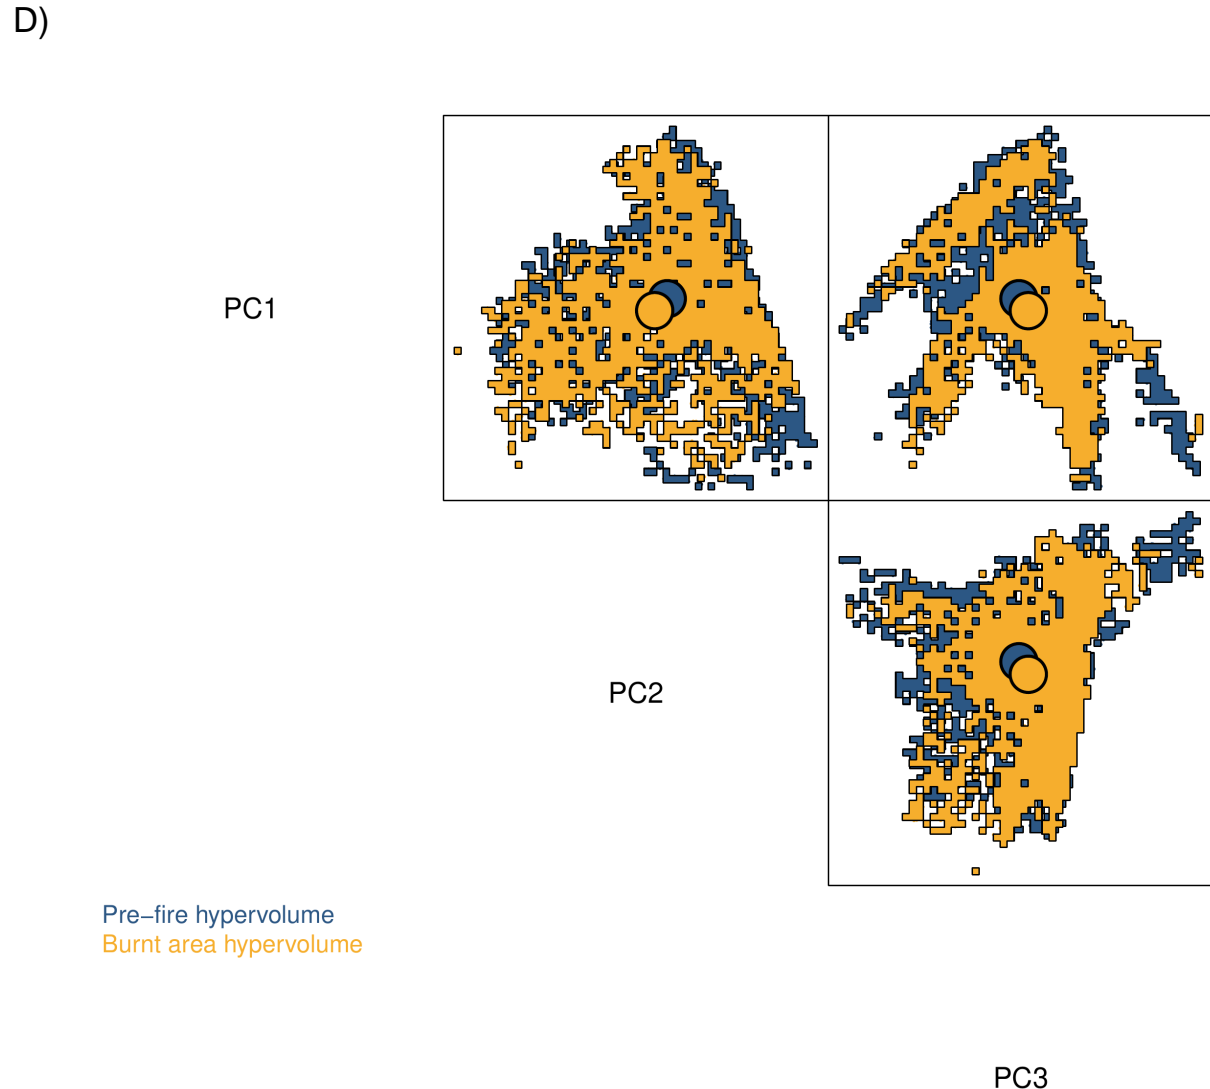 D)
PC1
PC2
Pre−fire hypervolume
Burnt area hypervolume
PC3